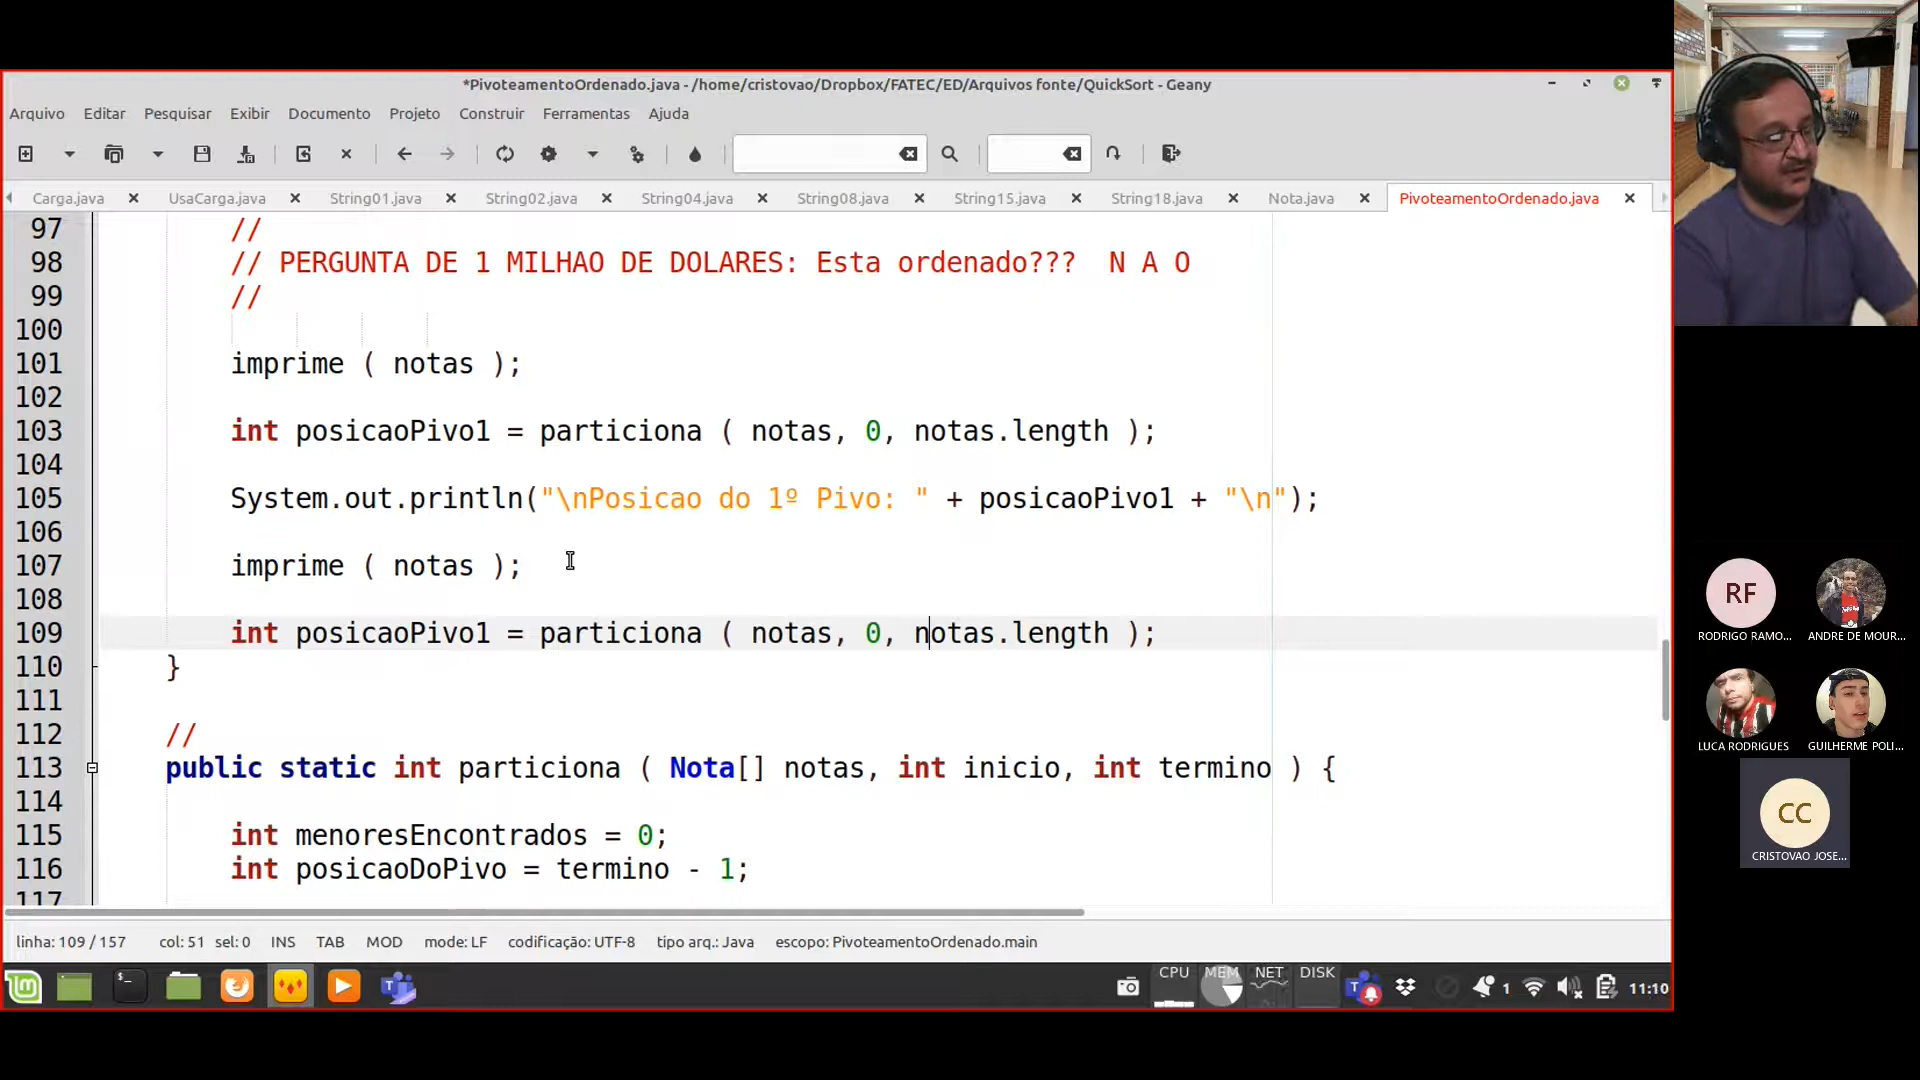 *PivoteamentoOrdenado.java - /home/cristovao/Dropbox/FATEC/ED/Arquivos fonte/QuickSort - Geany
Arquivo Editar Pesquisar Exibir Documento Projeto Construir Ferramentas Ajuda
Carga.java UsaCarga.java String01.java String02.java String04.java String08.java String15.java String18.java Nota.java PivoteamentoOrdenado.java
97 //
98 // PERGUNTA DE 1 MILHAO DE DOLARES: Esta ordenado??? N A O
99 //
100
101 imprime ( notas );
102
103 int posicaoPivo1 = particiona ( notas, 0, notas.length );
104
105 System.out.println("\nPosicao do 1º Pivo: " + posicaoPivo1 + "\n");
106
107 imprime ( notas );
108
109 int posicaoPivo1 = particiona ( notas, 0, notas.length );
110 }
111
112 //
113 public static int particiona ( Nota[] notas, int inicio, int termino ) {
114
115 int menoresEncontrados = 0;
116 int posicaoDoPivo = termino - 1;
117
linha: 109 / 157 col: 51 sel: 0 INS TAB MOD mode: LF codificação: UTF-8 tipo arq.: Java escopo: PivoteamentoOrdenado.main
CPU MEM NET DISK
1 11:10
RF
RODRIGO RAMO... ANDRE DE MOUR...
LUCA RODRIGUES GUILHERME POLI...
CC
CRISTOVAO JOSE...